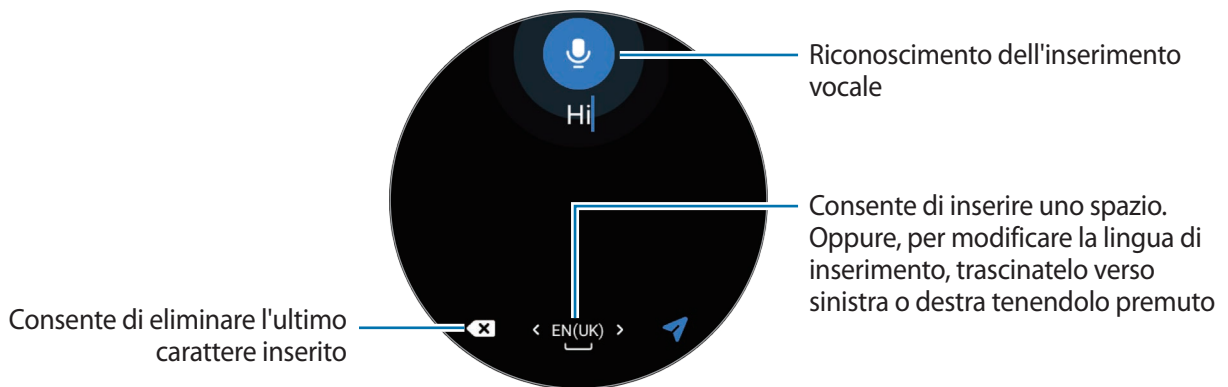 Riconoscimento dell'inserimento
vocale
Hi
Consente di inserire uno spazio.
Oppure, per modificare la lingua di
inserimento, trascinatelo verso
sinistra o destra tenendolo premuto
Consente di eliminare l'ultimo
carattere inserito
< EN(UK) >